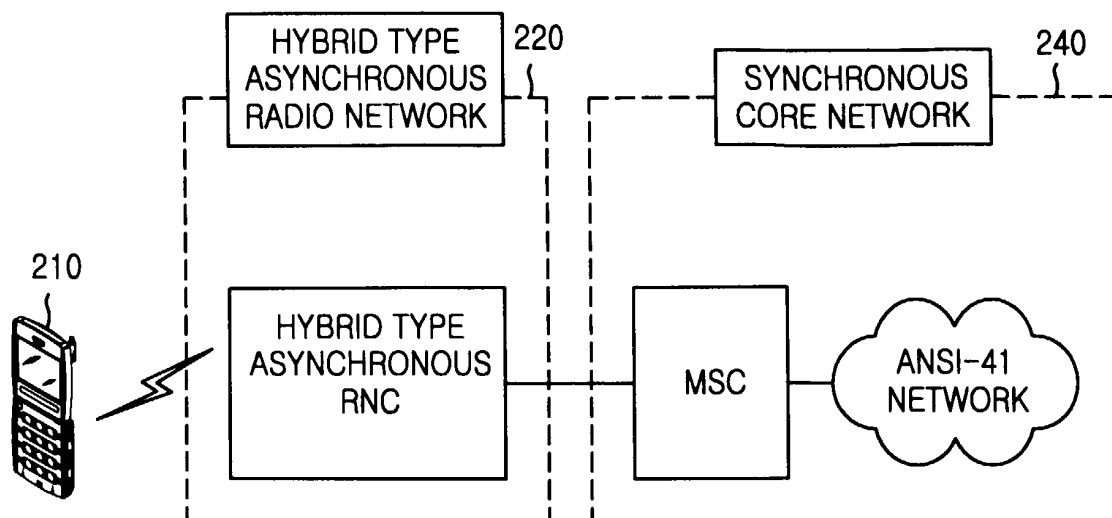 HYBRID TYPE
ASYNCHRONOUS
RADIO NETWORK
220
SYNCHRONOUS
CORE NETWORK
240
210
HYBRID TYPE
ASYNCHRONOUS
RNC
MSC
ANSI-41
NETWORK